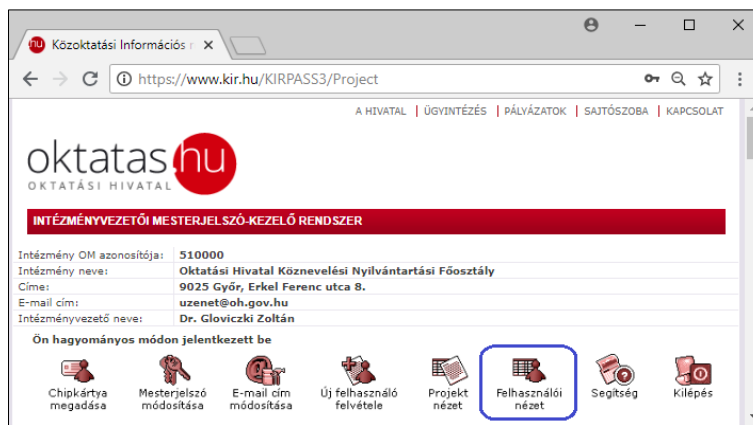 Közoktatási Információs r
https://www.kir.hu/KIRPASS3/Project
A HIVATAL | ÜGYINTÉZÉS | PÁLYÁZATOK | SAJTÓSZOBA | KAPCSOLAT
oktatas.hu
OKTATÁSI HIVATAL
INTÉZMÉNYVEZETŐI MESTERJELSZÓ-KEZELŐ RENDSZER
Intézmény OM azonosítója: 510000
Intézmény neve: Oktatási Hivatal Köznevelési Nyilvántartási Főosztály
Címe: 9025 Győr, Erkel Ferenc utca 8.
E-mail cím: uzenet@oh.gov.hu
Intézményvezető neve: Dr. Gloviczki Zoltán
Ön hagyományos módon jelentkezett be
Chipkártya megadása
Mesterjelszó módosítása
E-mail cím módosítása
Új felhasználó felvétele
Projekt nézet
Felhasználói nézet
Segítség
Kilépés